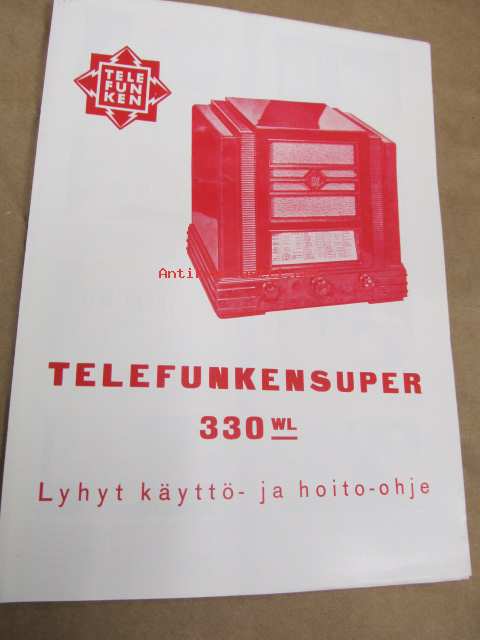 TELE
FUN
KEN
TELEFUNKENSUPER
330 WL
Lyhyt käyttö- ja hoito-ohje